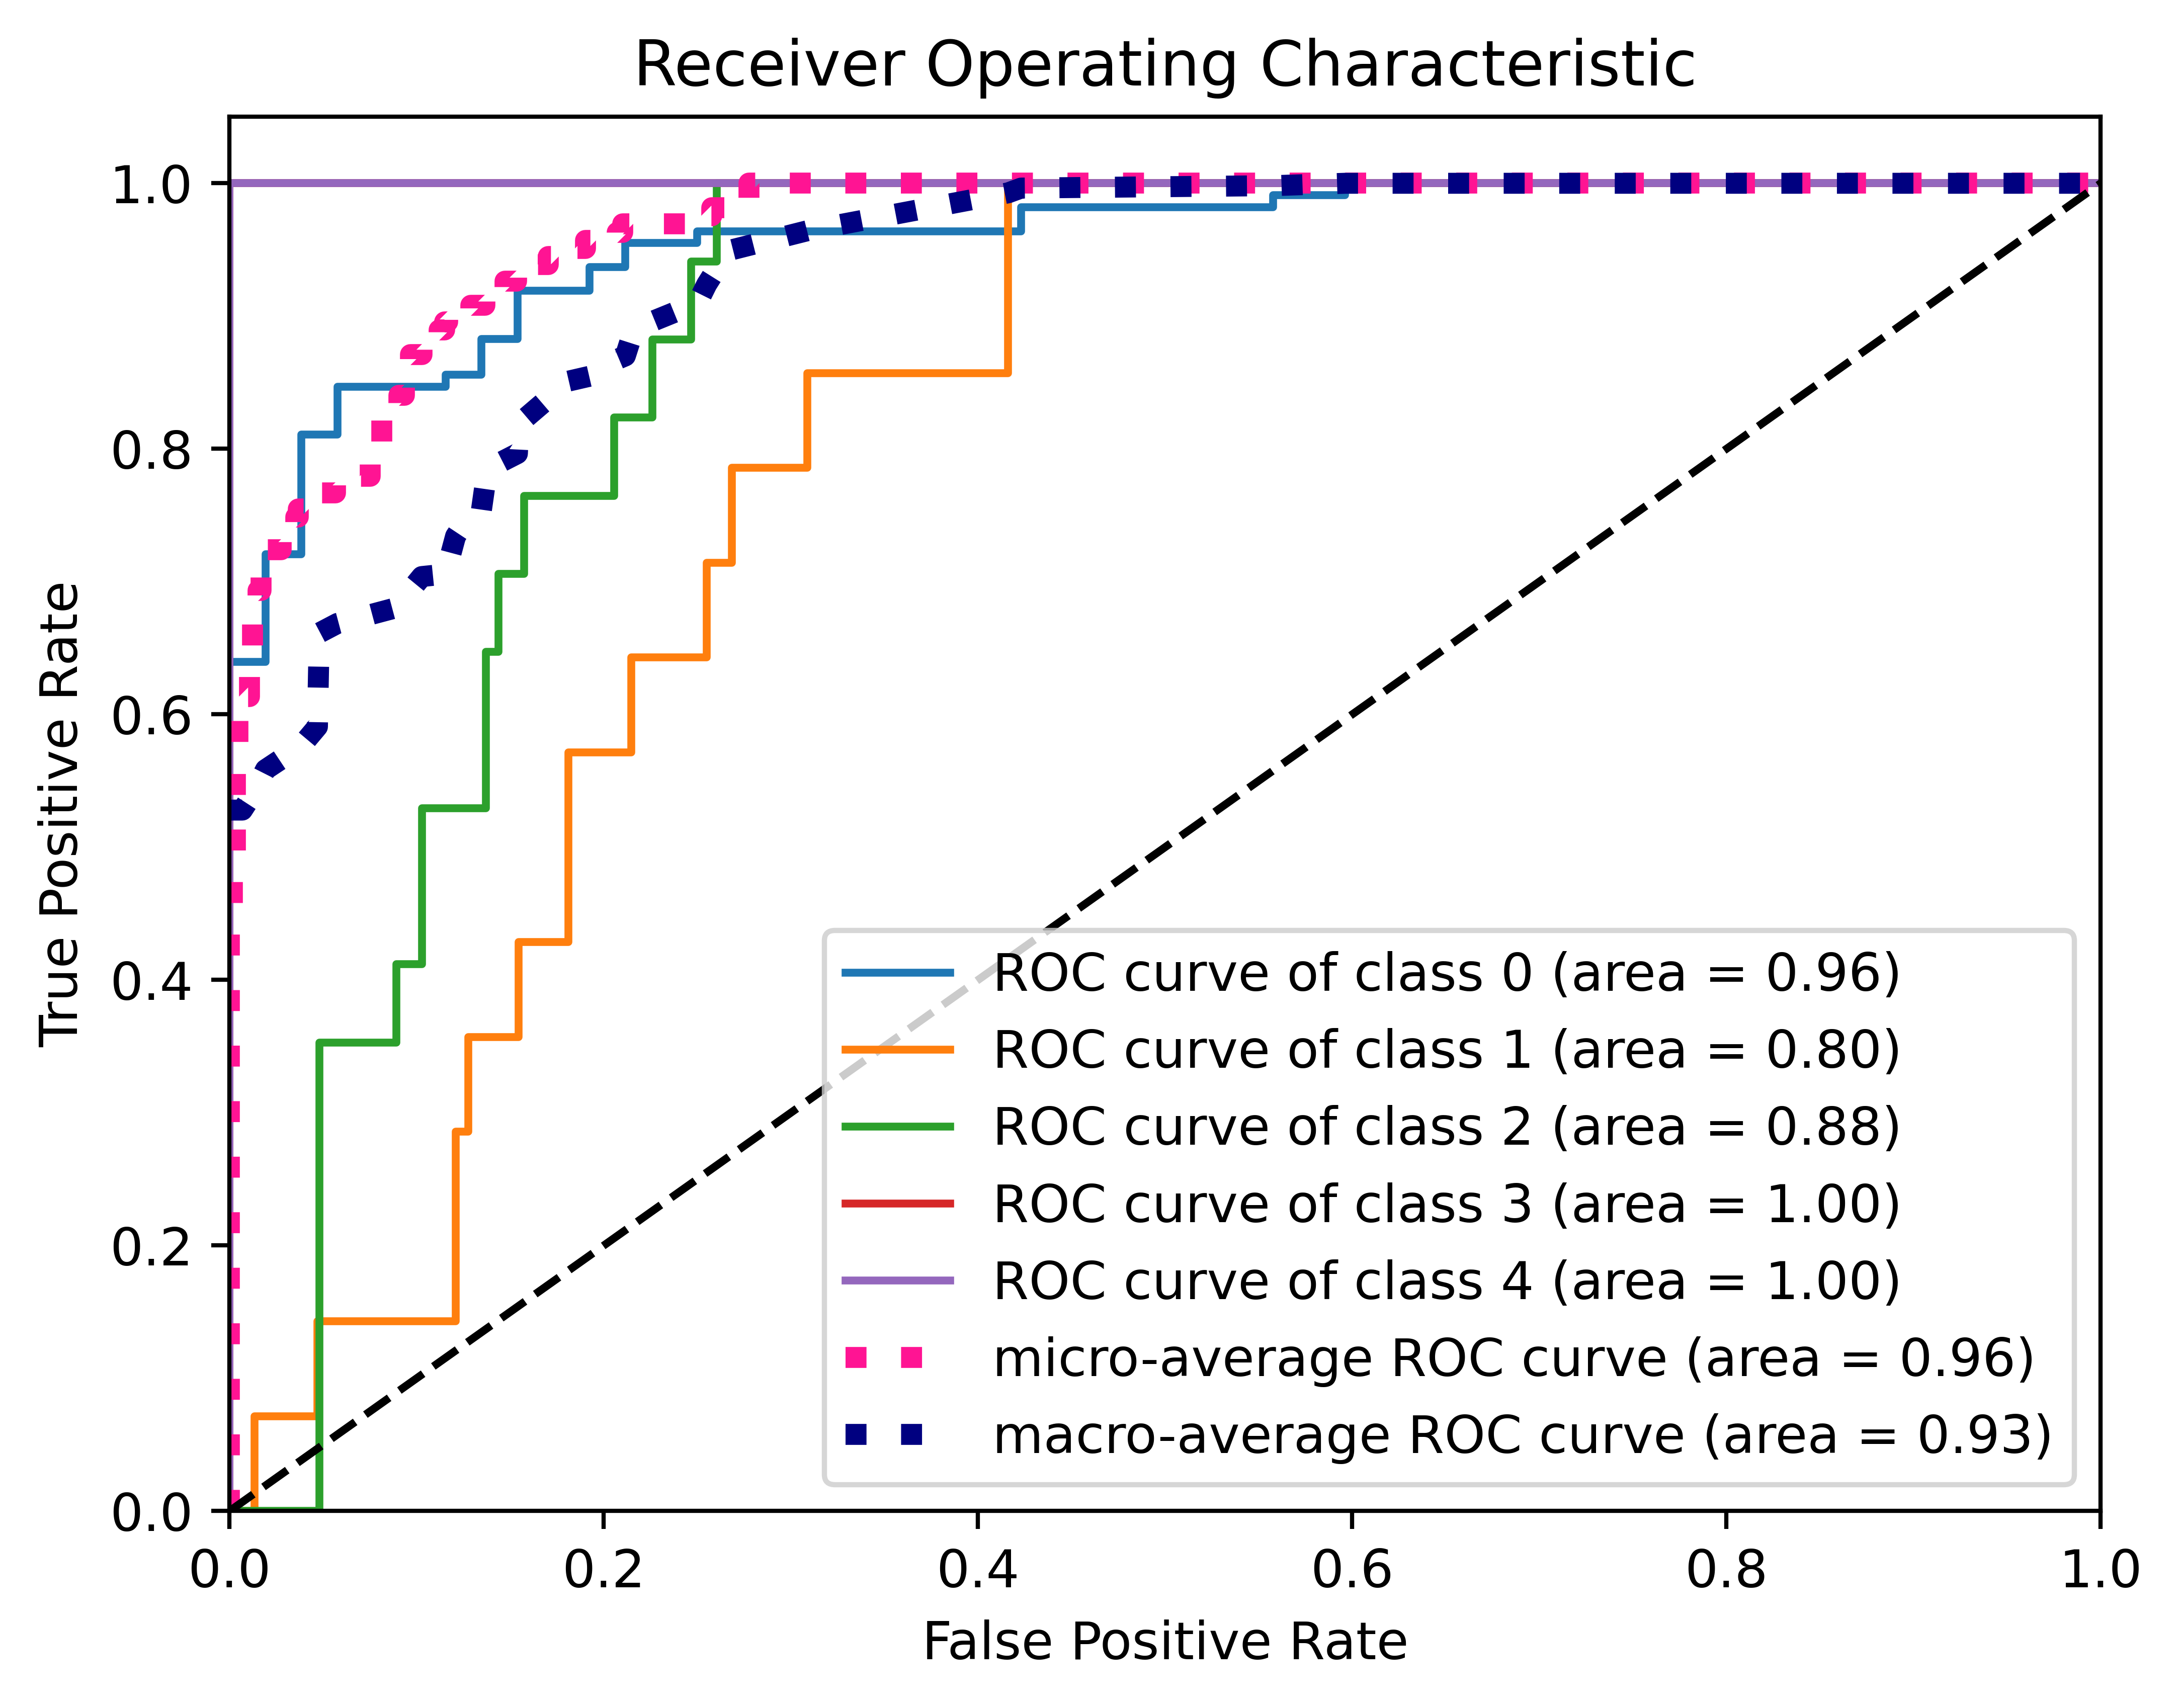 Receiver Operating Characteristic
True Positive Rate
1.0
0.8
0.6
0.4
0.2
0.0
ROC curve of class 0 (area = 0.96)
ROC curve of class 1 (area = 0.80)
ROC curve of class 2 (area = 0.88)
ROC curve of class 3 (area = 1.00)
ROC curve of class 4 (area = 1.00)
micro-average ROC curve (area = 0.96)
macro-average ROC curve (area = 0.93)
0.0 0.2 0.4 0.6 0.8 1.0
False Positive Rate